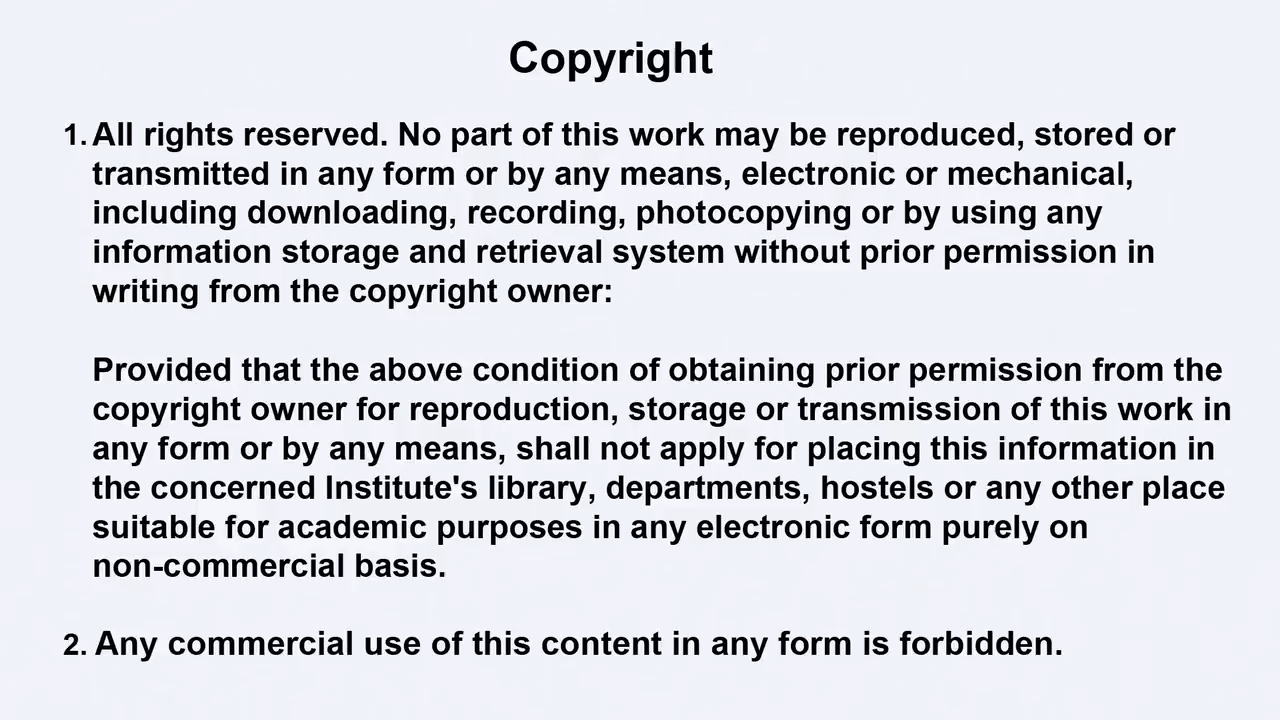 Copyright
1. All rights reserved. No part of this work may be reproduced, stored or
transmitted in any form or by any means, electronic or mechanical,
including downloading, recording, photocopying or by using any
information storage and retrieval system without prior permission in
writing from the copyright owner:
Provided that the above condition of obtaining prior permission from the
copyright owner for reproduction, storage or transmission of this work in
any form or by any means, shall not apply for placing this information in
the concerned Institute's library, departments, hostels or any other place
suitable for academic purposes in any electronic form purely on
non-commercial basis.
2. Any commercial use of this content in any form is forbidden.